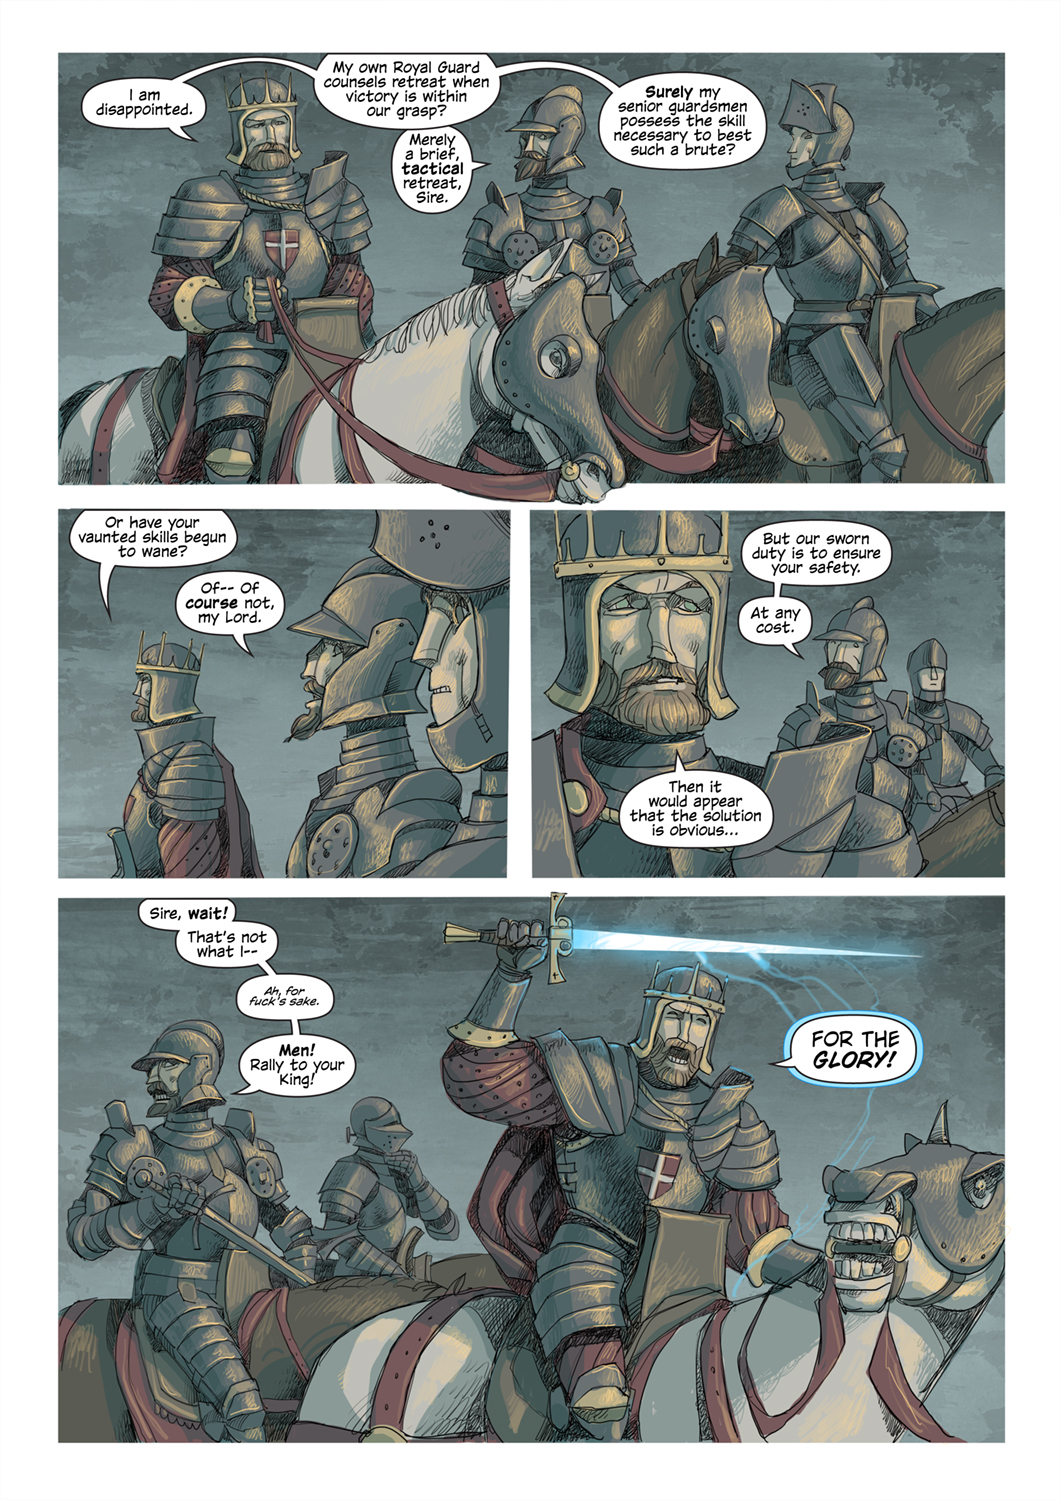 I am
disappointed.
My own Royal Guard
counsels retreat when
victory is within
our grasp?
Merely
a brief,
tactical
retreat,
Sire.
Surely my
senior guardsmen
possess the skill
necessary to best
such a brute?
Or have your
vaunted skills begun
to wane?
Of-- Of
course not,
my Lord.
But our sworn
duty is to ensure
your safety.
At any
cost.
Then it
would appear
that the solution
is obvious...
Sire, wait!
That's not
what I--
Ah, for
fuck's sake.
Men!
Rally to your
King!
FOR THE
GLORY!